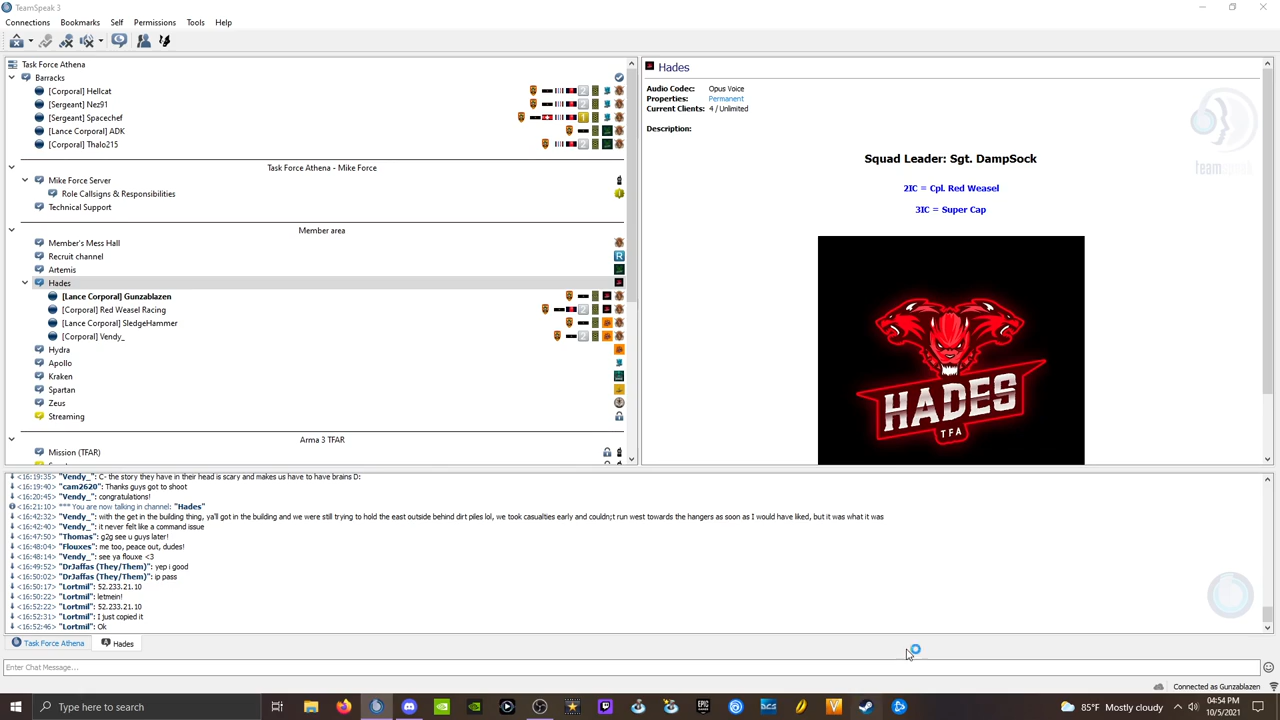 TeamSpeak 3
Connections Bookmarks Self Permissions Tools Help
Task Force Athena
Barracks
[Corporal] Hellcat
[Sergeant] Nez91
[Sergeant] Spacechef
[Lance Corporal] ADK
[Corporal] Thalo215
Task Force Athena - Mike Force
Mike Force Server
Role Callsigns & Responsibilities
Technical Support
Member area
Member's Mess Hall
Recruit channel
Artemis
Hades
[Lance Corporal] Gunzablazen
[Corporal] Red Weasel Racing
[Lance Corporal] SledgeHammer
[Corporal] Vendy_
Hydra
Apollo
Kraken
Spartan
Zeus
Streaming
Arma 3 TFAR
Mission (TFAR)
Hades
Audio Codec: Opus Voice
Properties: Permanent
Current Clients: 4 / Unlimited
Description:
teamspeak
Squad Leader: Sgt. DampSock
2IC = Cpl. Red Weasel
3IC = Super Cap
HADES
TFA
<16:19:35> "Vendy_": C- the story they have in their head is scary and makes us have to have brains D:
<16:19:40> "cam2620": Thanks guys got to shoot
<16:20:45> "Vendy_": congratulations!
<16:21:10> *** You are now talking in channel: "Hades"
<16:42:32> "Vendy_": with the get in the building thing, ya'll got in the building and we were still trying to hold the east outside behind dirt piles lol, we took casualties early and couldn;t run west towards the hangers as soon as I would have liked, but it was what it was
<16:42:40> "Vendy_": it never felt like a command issue
<16:47:50> "Thomas": g2g see u guys later!
<16:48:04> "Flouxes": me too, peace out, dudes!
<16:48:14> "Vendy_": see ya flouxe <3
<16:49:52> "DrJaffas (They/Them)": yep i good
<16:50:02> "DrJaffas (They/Them)": ip pass
<16:50:17> "Lortmil": 52.233.21.10
<16:50:22> "Lortmil": letmein!
<16:52:22> "Lortmil": 52.233.21.10
<16:52:31> "Lortmil": I just copied it
<16:52:46> "Lortmil": Ok
Task Force Athena Hades
Enter Chat Message...
Connected as Gunzablazen
Type here to search
85°F Mostly cloudy
04:54 PM
10/5/2021